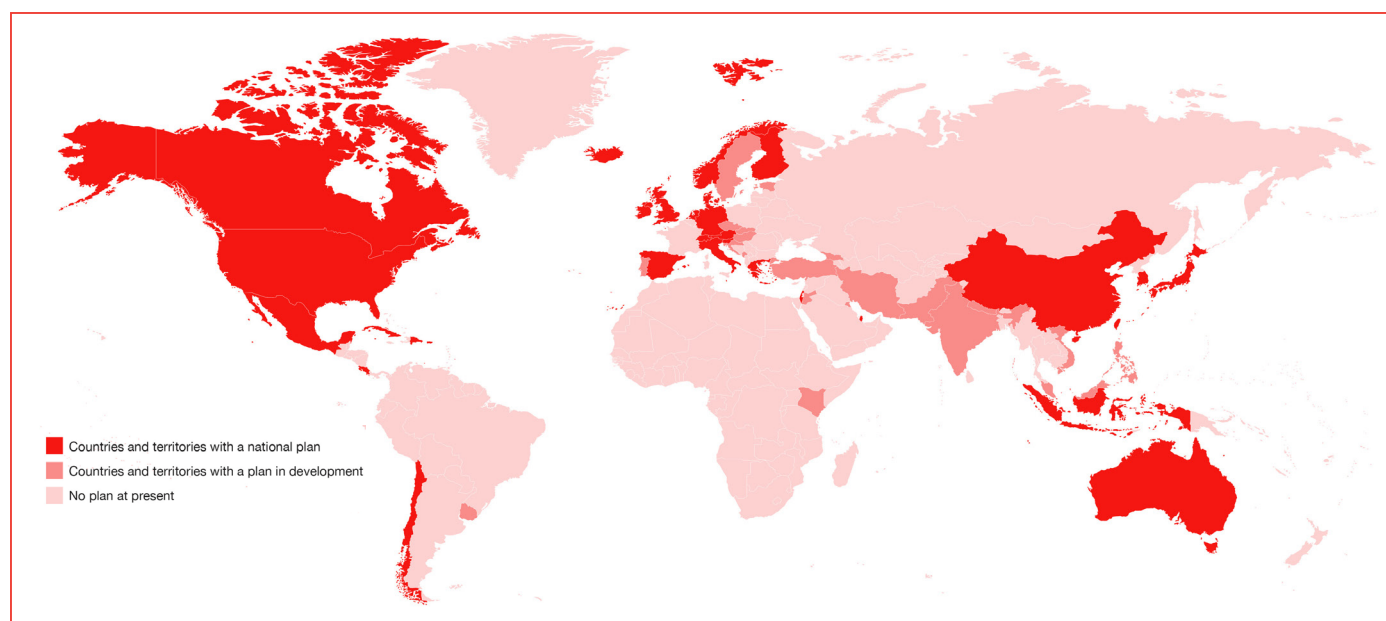 Countries and territories with a national plan
Countries and territories with a plan in development
No plan at present